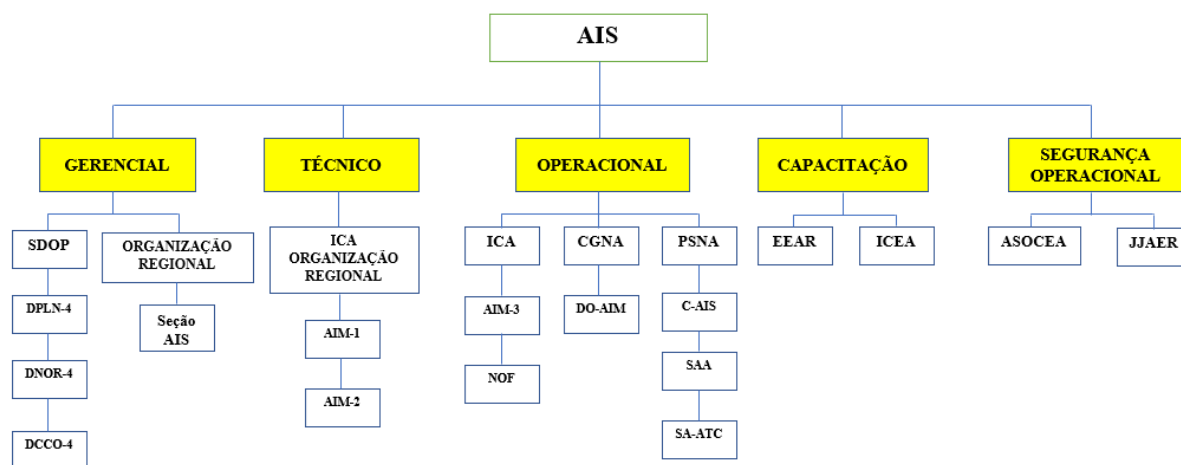 AIS
GERENCIAL
TÉCNICO
OPERACIONAL
CAPACITAÇÃO
SEGURANÇA
OPERACIONAL
SDOP
ORGANIZAÇÃO
REGIONAL
ICA
ORGANIZAÇÃO
REGIONAL
ICA
CGNA
PSNA
EEAR
ICEA
ASOCEA
JJAER
DPLN-4
Seção
AIS
AIM-1
AIM-3
DO-AIM
C-AIS
DNOR-4
AIM-2
NOF
SAA
DCCO-4
SA-ATC